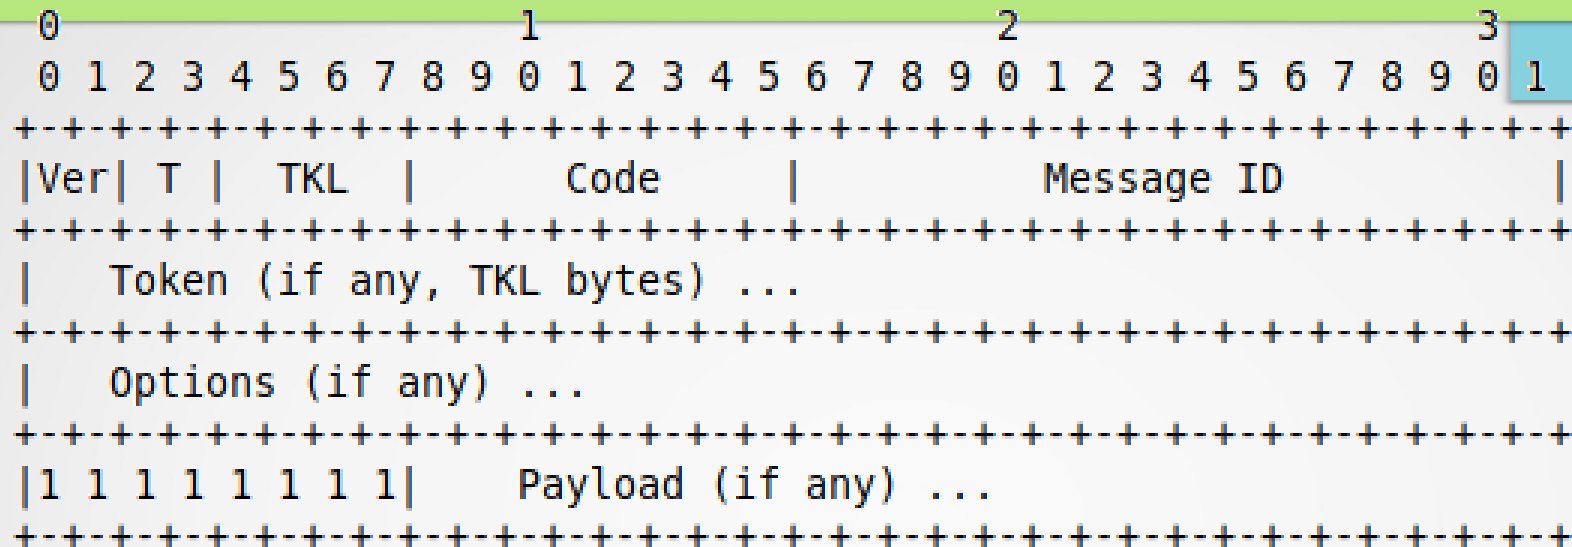 0 1 2 3
0 1 2 3 4 5 6 7 8 9 0 1 2 3 4 5 6 7 8 9 0 1 2 3 4 5 6 7 8 9 0 1
+-+-+-+-+-+-+-+-+-+-+-+-+-+-+-+-+-+-+-+-+-+-+-+-+-+-+-+-+-+-+-+-+
|Ver| T | TKL | Code | Message ID |
+-+-+-+-+-+-+-+-+-+-+-+-+-+-+-+-+-+-+-+-+-+-+-+-+-+-+-+-+-+-+-+-+
| Token (if any, TKL bytes) ...
+-+-+-+-+-+-+-+-+-+-+-+-+-+-+-+-+-+-+-+-+-+-+-+-+-+-+-+-+-+-+-+-+
| Options (if any) ...
+-+-+-+-+-+-+-+-+-+-+-+-+-+-+-+-+-+-+-+-+-+-+-+-+-+-+-+-+-+-+-+-+
|1 1 1 1 1 1 1 1| Payload (if any) ...
+-+-+-+-+-+-+-+-+-+-+-+-+-+-+-+-+-+-+-+-+-+-+-+-+-+-+-+-+-+-+-+-+